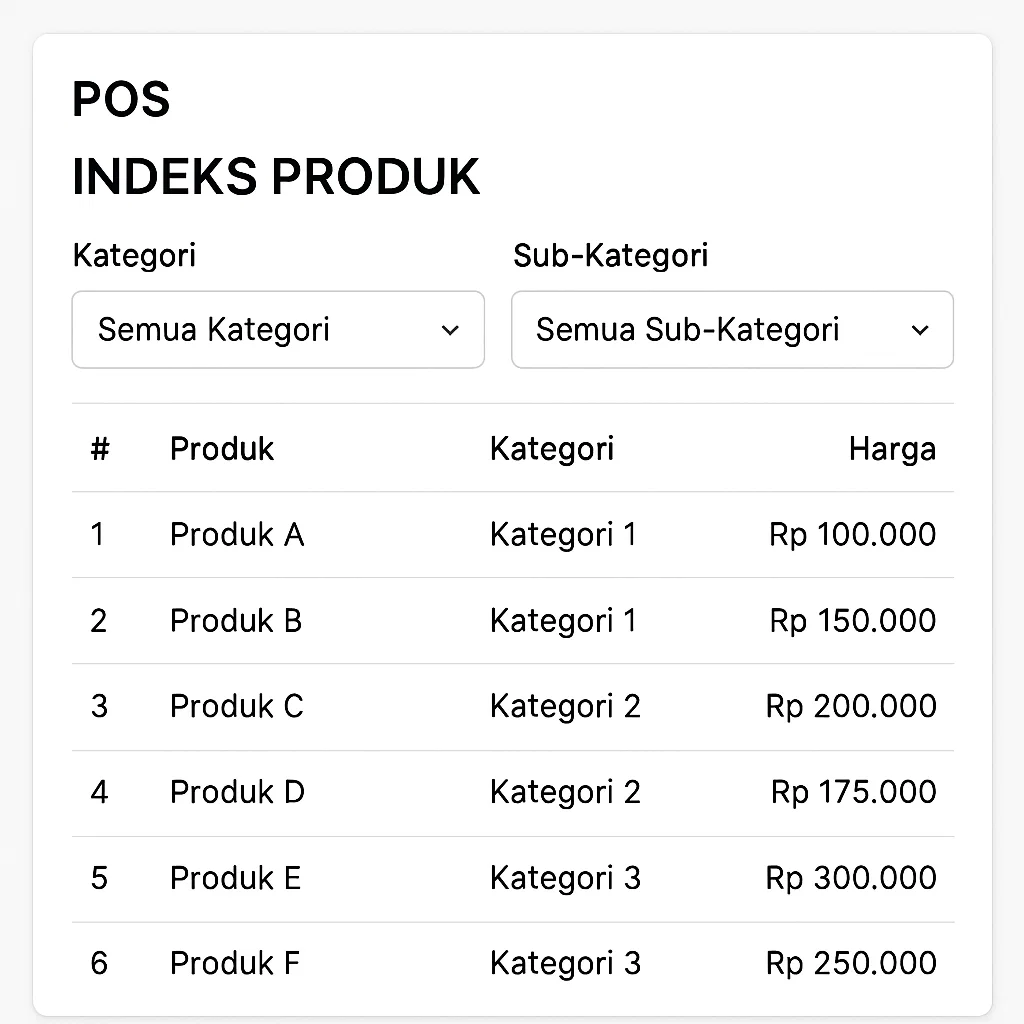 POS
INDEKS PRODUK
Kategori Sub-Kategori
Semua Kategori Semua Sub-Kategori
# Produk Kategori Harga
1 Produk A Kategori 1 Rp 100.000
2 Produk B Kategori 1 Rp 150.000
3 Produk C Kategori 2 Rp 200.000
4 Produk D Kategori 2 Rp 175.000
5 Produk E Kategori 3 Rp 300.000
6 Produk F Kategori 3 Rp 250.000